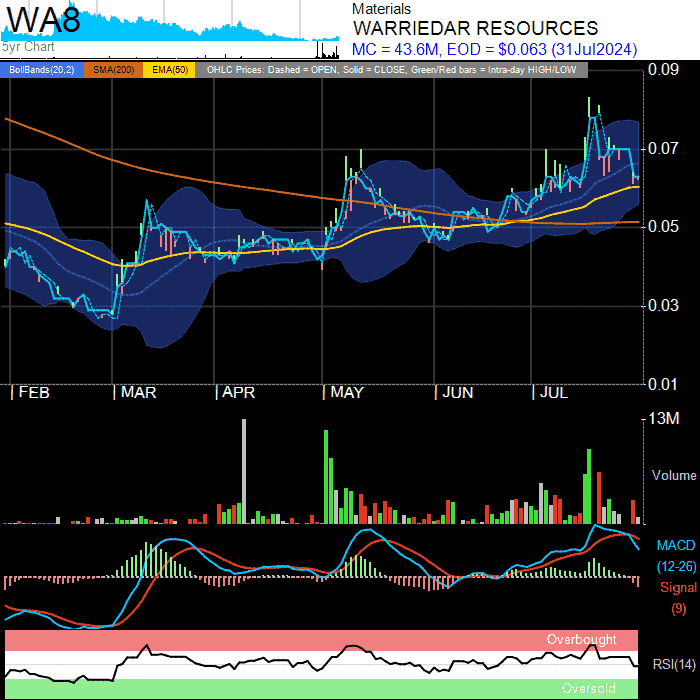 WA8
5yr Chart
Materials
WARRIEDAR RESOURCES
MC = 43.6M, EOD = $0.063 (31Jul2024)
BollBands(20,2) SMA(200) EMA(50) OHLC Prices: Dashed = OPEN, Solid = CLOSE, Green/Red bars = Intra-day HIGH/LOW
0.09
0.07
0.05
0.03
0.01
FEB MAR APR MAY JUN JUL
13M
Volume
MACD
(12-26)
Signal
(9)
Overbought
RSI(14)
Oversold